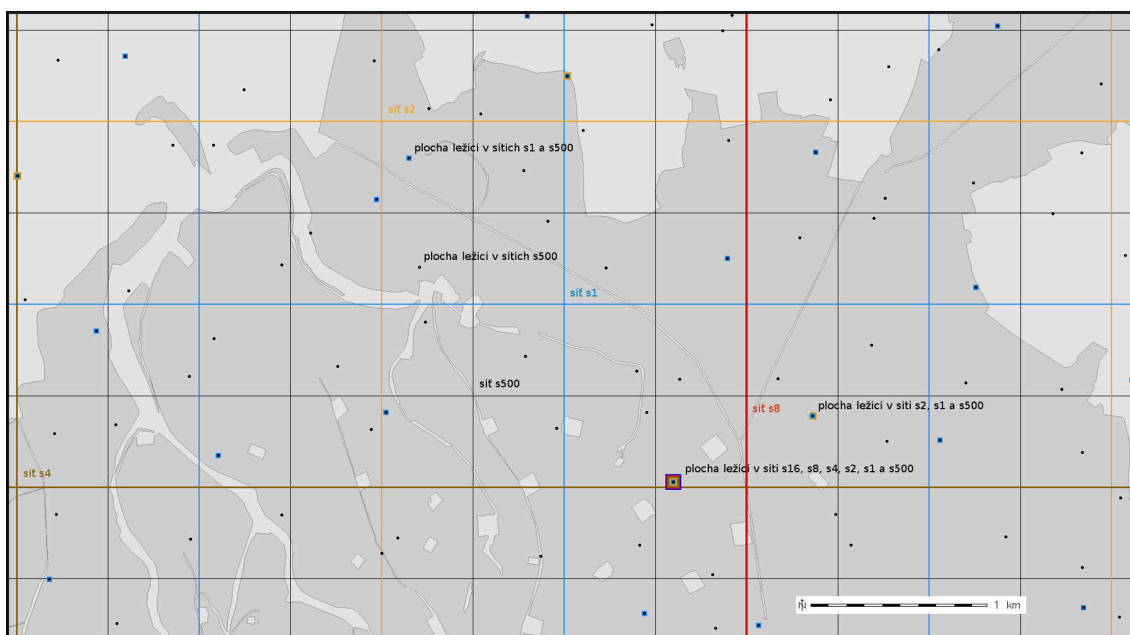 síť s2
plocha ležící v sítích s1 a s500
plocha ležící v sítích s500
síť s1
síť s500
síť s8
plocha ležící v síti s2, s1 a s500
plocha ležící v síti s16, s8, s4, s2, s1 a s500
síť s4
N
1 km